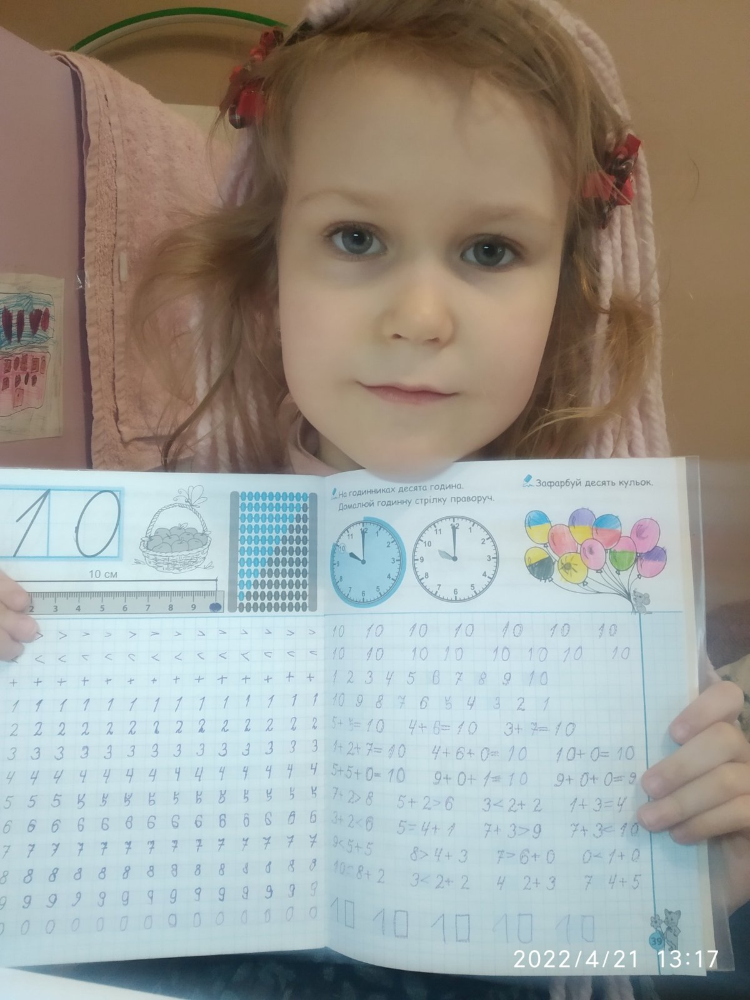 10
10 см
2 3 4 5 6 7 8 9
> > > > > > > > > > > > >
< < < < < < < < < < < < < <
+ + + + + + + + + + + + + +
1 1 1 1 1 1 1 1 1 1 1 1 1 1
2 2 2 2 2 2 2 2 2 2 2 2 2 2
3 3 3 3 3 3 3 3 3 3 3 3 3 3
4 4 4 4 4 4 4 4 4 4 4 4 4 4
5 5 5 5 5 5 5 5 5 5 5 5 5 5
6 6 6 6 6 6 6 6 6 6 6 6 6 6
7 7 7 7 7 7 7 7 7 7 7 7 7 7
8 8 8 8 8 8 8 8 8 8 8 8 8 8
9 9 9 9 9 9 9 9 9 9 9 9 9 9
0 0 0 0 0 0 0 0 0 0 0 0 0 0
На годинниках десята година.
Домалюй годинну стрілку праворуч.
12 1 2 3 4 5 6 7 8 9 10 11
12 1 2 3 4 5 6 7 8 9 10 11
Зафарбуй десять кульок.
10 10 10 10 10 10 10
10 10 10 10 10 10 10 10
1 2 3 4 5 6 7 8 9 10
10 9 8 7 6 5 4 3 2 1
5+5=10 4+6=10 3+7=10
1+2+7=10 4+6+0=10 10+0=10
5+5+0=10 9+0+1=10 9+0+0=9
7+2>8 5+2>6 3<2+2 1+3=4
3+2<6 5=4+1 7+3>9 7+3=10
9<5+5 8>4+3 7>6+0 0<1+0
10=8+2 3<2+2 4 2+3 7 4+5
10 10 10 10 10
39
2022/4/21 13:17